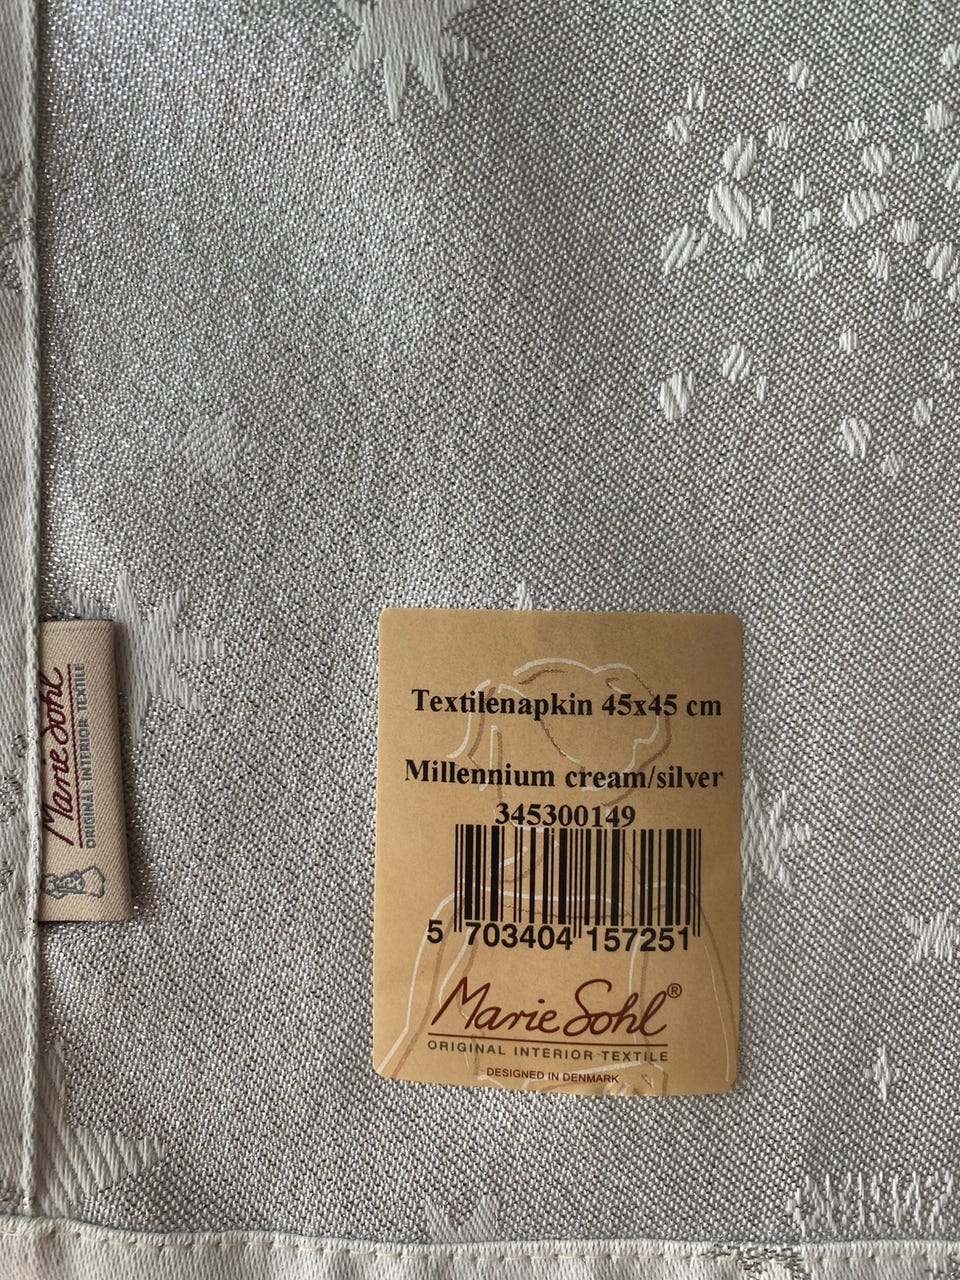 Marie Sohl
ORIGINAL INTERIOR TEXTILE
Textilenapkin 45x45 cm
Millennium cream/silver
345300149
5 703404 157251
Marie Sohl®
ORIGINAL INTERIOR TEXTILE
DESIGNED IN DENMARK